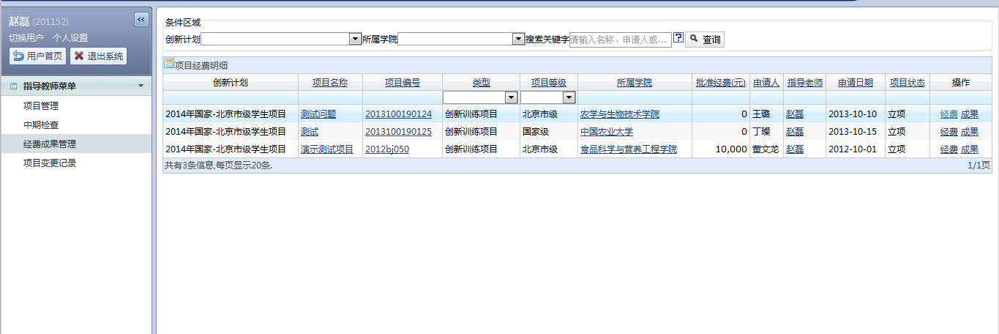 赵磊 (201152)
切换用户 个人设置
用户首页 退出系统
指导教师菜单
项目管理
中期检查
经费成果管理
项目变更记录
条件区域
创新计划 所属学院 搜索关键字 请输入名称、申请人或... 查询
项目经费明细
创新计划 项目名称 项目编号 类型 项目等级 所属学院 批准经费(元) 申请人 指导老师 申请日期 项目状态 操作
2014年国家-北京市级学生项目 测试问题 2013100190124 创新训练项目 北京市级 农学与生物技术学院 0 王璐 赵磊 2013-10-10 立项 经费 成果
2014年国家-北京市级学生项目 测试 2013100190125 创新训练项目 国家级 中国农业大学 0 丁燦 赵磊 2013-10-15 立项 经费 成果
2014年国家-北京市级学生项目 演示测试项目 2012bj050 创新训练项目 北京市级 食品科学与营养工程学院 10,000 董文龙 赵磊 2012-10-01 立项 经费 成果
共有3条信息,每页显示20条. 1/1页